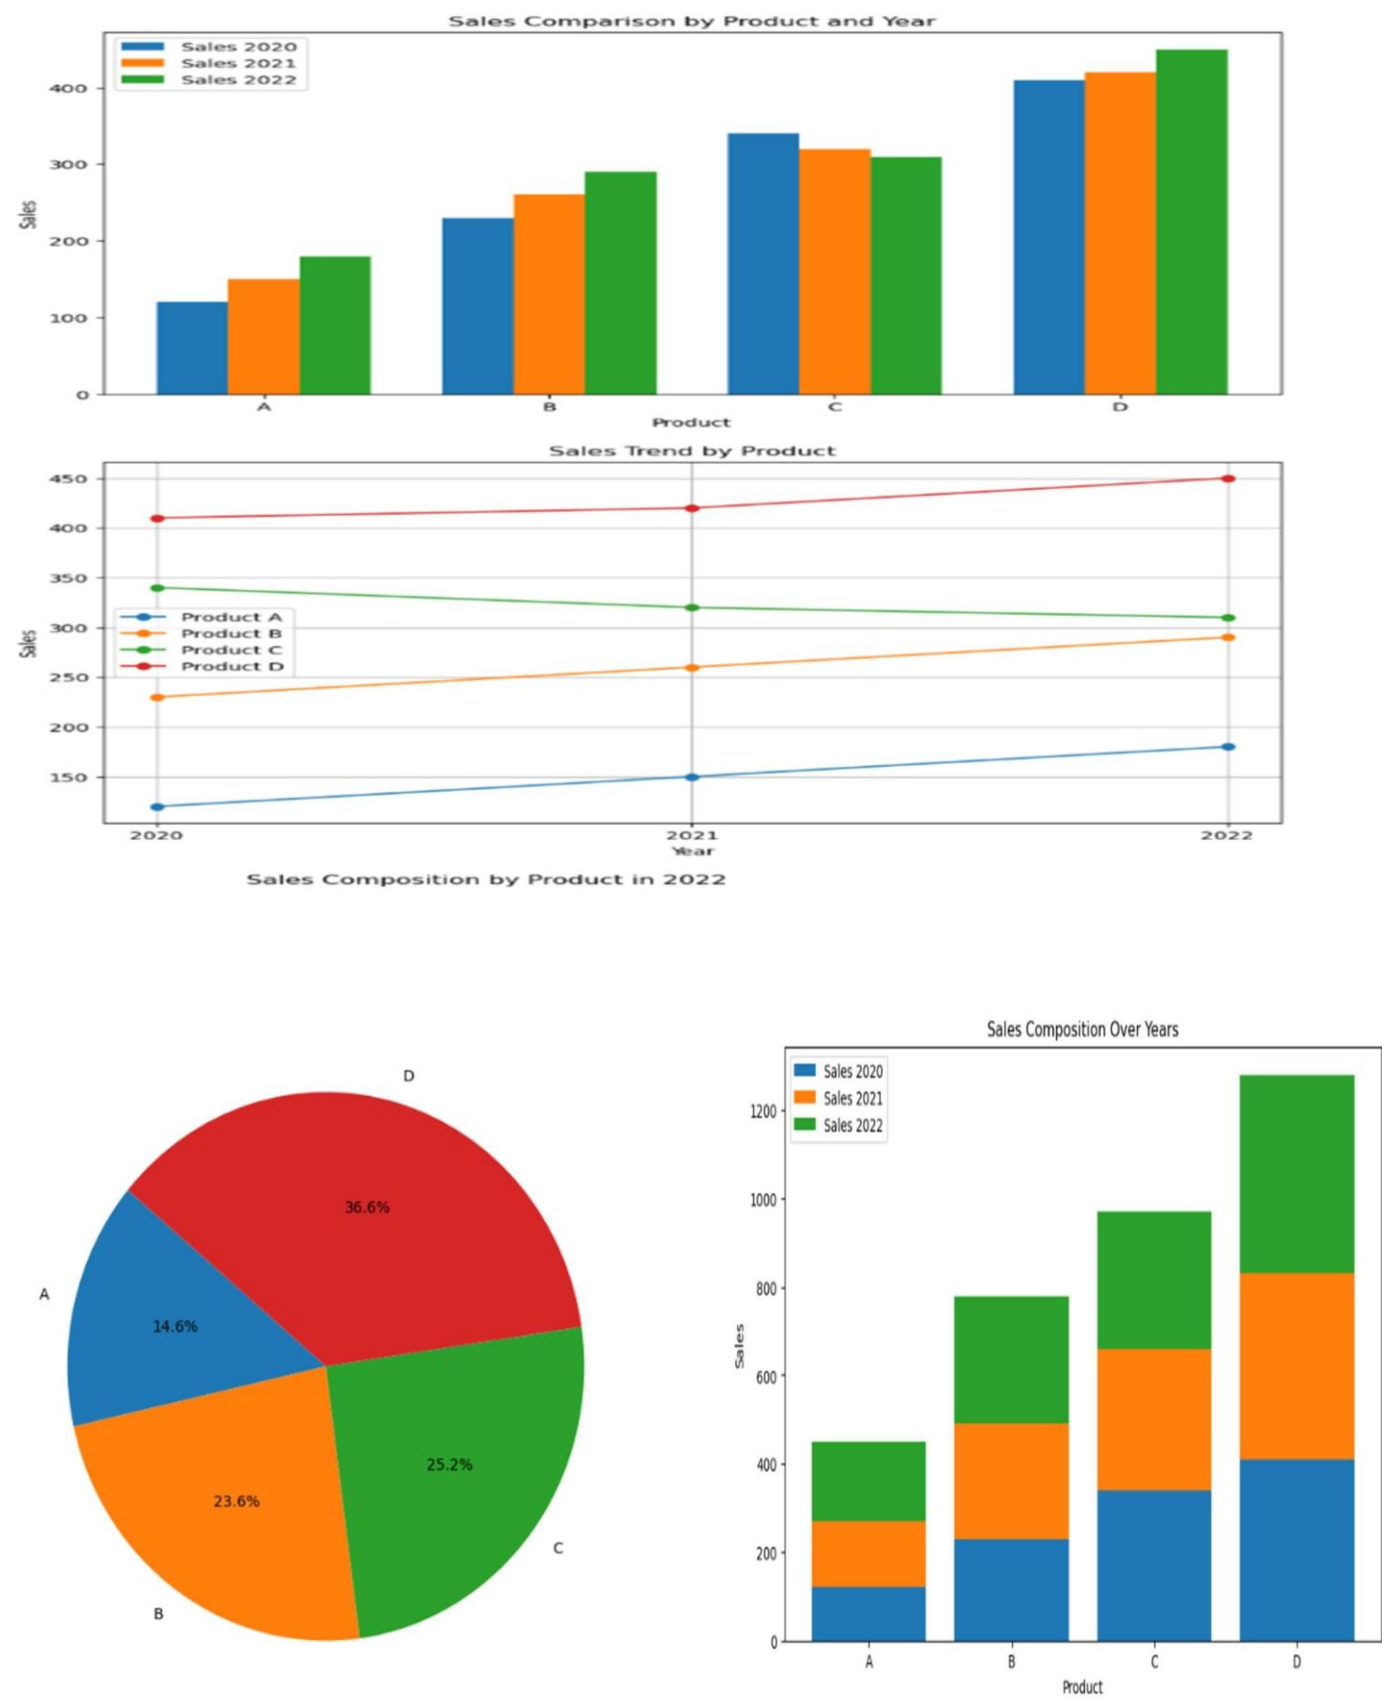 Sales Comparison by Product and Year
Sales 2020
Sales 2021
Sales 2022
400
300
200
100
0
Sales
A B C D
Product
Sales Trend by Product
450
400
350
300
250
200
150
Sales
Product A
Product B
Product C
Product D
2020 2021 2022
Year
Sales Composition by Product in 2022
D
36.6%
A
14.6%
25.2%
23.6%
C
B
Sales Composition Over Years
Sales 2020
Sales 2021
Sales 2022
1200
1000
800
600
400
200
0
Sales
A B C D
Product